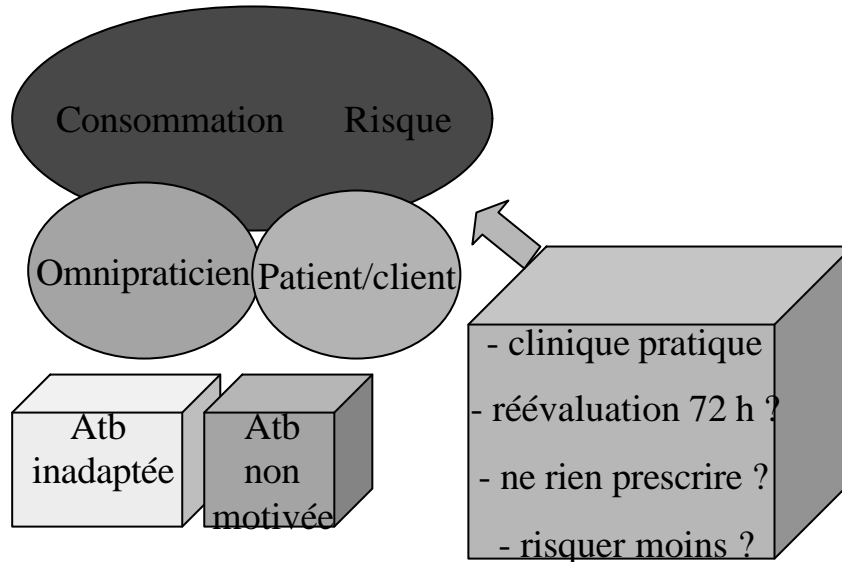 Consommation Risque
Omnipraticien Patient/client
- clinique pratique
- réévaluation 72 h ?
- ne rien prescrire ?
- risquer moins ?
Atb
inadaptée
Atb
non
motivée